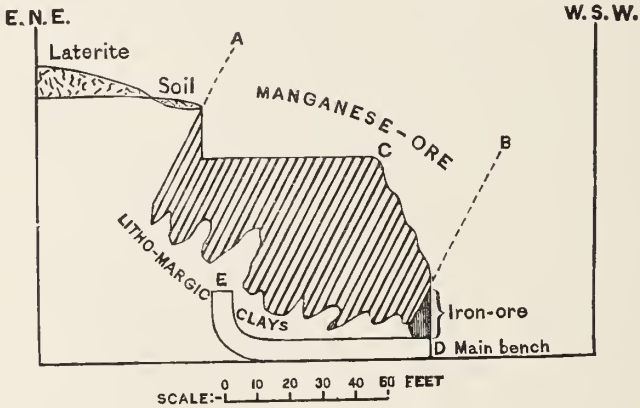 E.N.E.
W.S.W.
Laterite
A
Soil
MANGANESE-ORE
B
C
LITHO-MARGIC
E
CLAYS
Iron-ore
D Main bench
SCALE:- 0 10 20 30 40 50 FEET